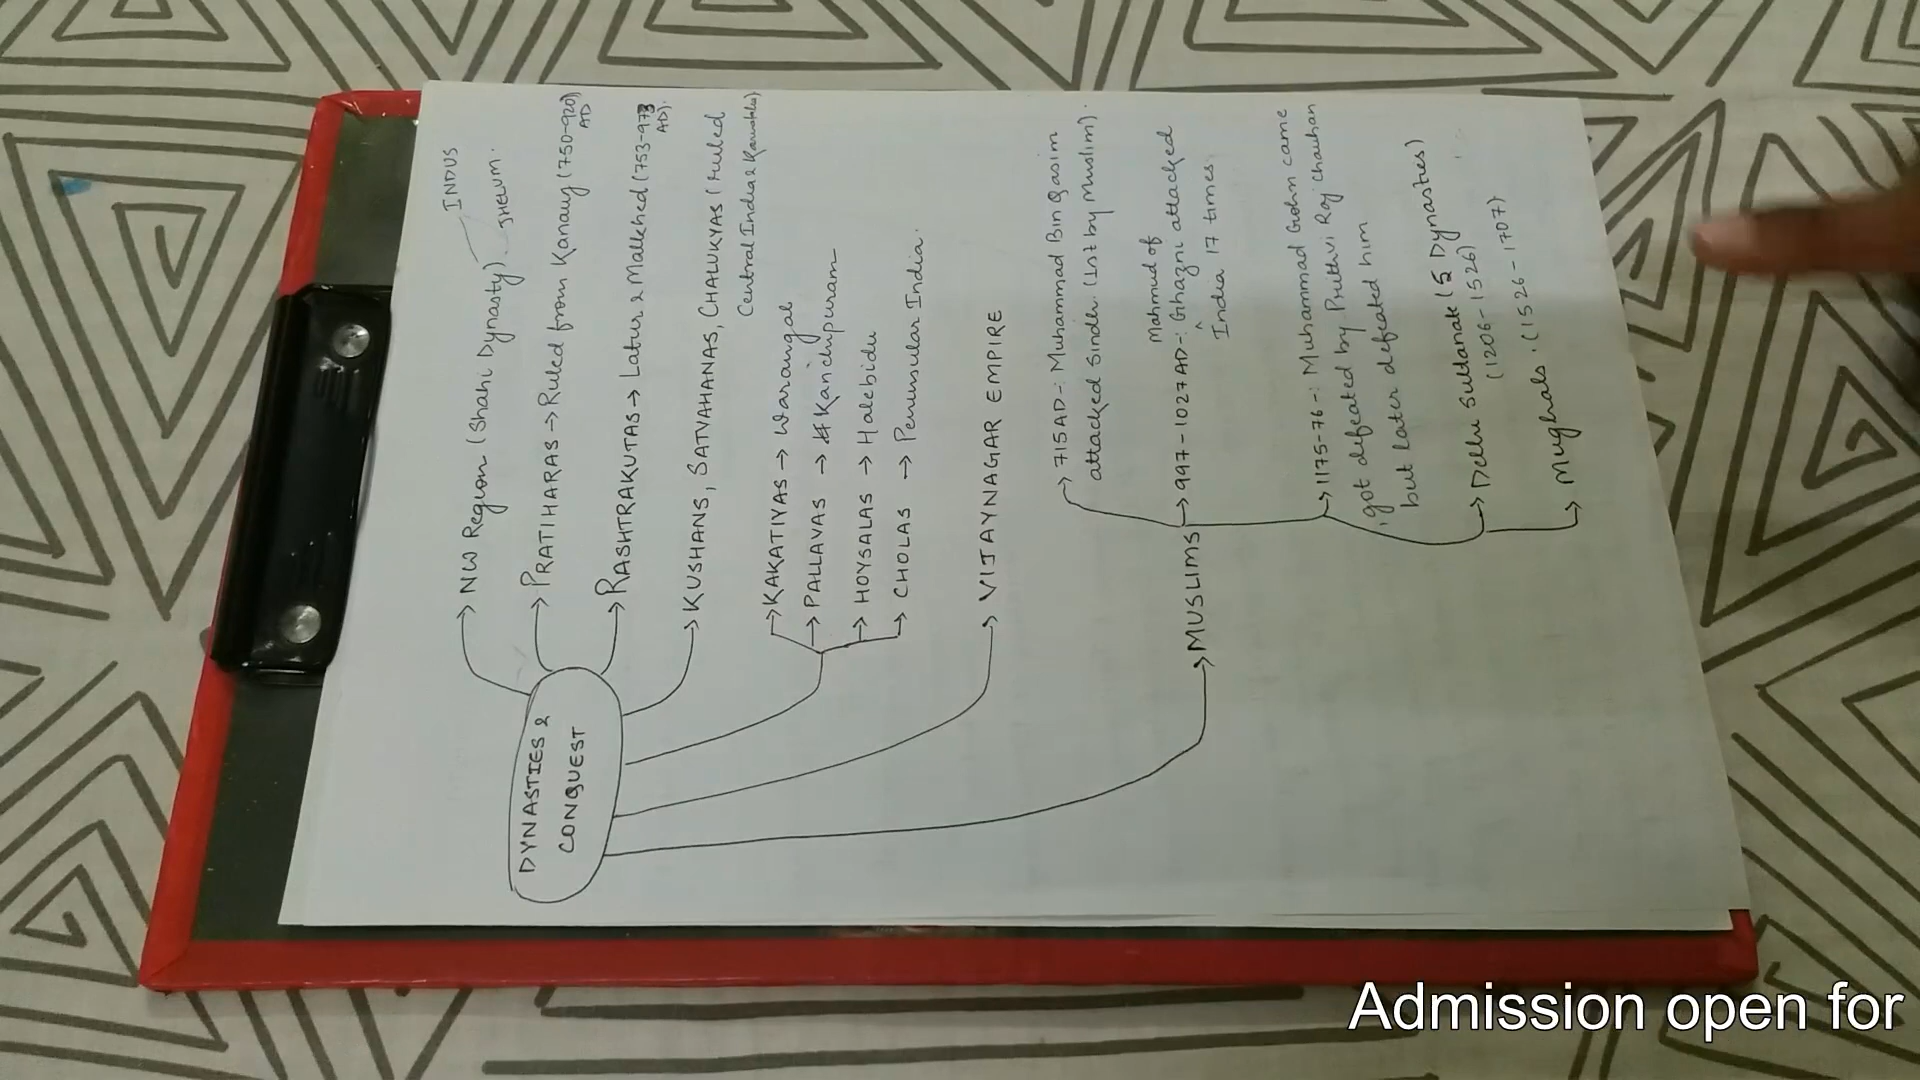 DYNASTIES &
CONQUEST
NW Region (Shahi Dynasty).
INDUS
JHELUM.
PRATIHARAS → Ruled from Kanauj (750-920)
AD
RASHTRAKUTAS → Latur & Malkhed (753-973
AD).
KUSHANS, SATVAHANAS, CHALUKYAS (ruled
Central India &
KAKATIYAS → Warangal
PALLAVAS → Kanchipuram
HOYSALAS → Halebidu
CHOLAS → Penunsular India.
VIJAYNAGAR EMPIRE
MUSLIMS
715AD-: Muhammad Bin Qasim
attacked Sindh (1st by Muslim).
Mahmud of
997-1027AD-: Ghazni attacked
India 17 times.
1175-76-: Muhammad Gohri came
got defeated by Prithvi Raj Chauhan
but later defeated him
Delhi Sultanate (5 Dynasties)
(1206-1526)
Mughals. (1526-1707)
Admission open for